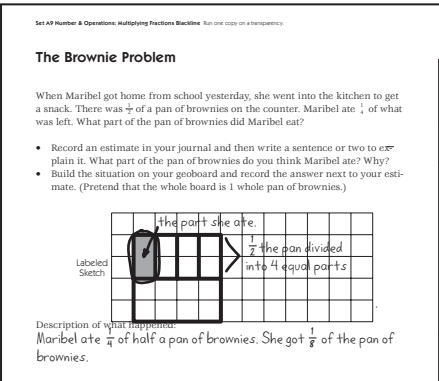 Set A9 Number & Operations: Multiplying Fractions Blackline Run one copy on a transparency.
The Brownie Problem
When Maribel got home from school yesterday, she went into the kitchen to get
a snack. There was 1/2 of a pan of brownies on the counter. Maribel ate 1/4 of what
was left. What part of the pan of brownies did Maribel eat?
• Record an estimate in your journal and then write a sentence or two to ex-
plain it. What part of the pan of brownies do you think Maribel ate? Why?
• Build the situation on your geoboard and record the answer next to your esti-
mate. (Pretend that the whole board is 1 whole pan of brownies.)
the part she ate.
1/2 the pan divided
into 4 equal parts
Labeled
Sketch
Description of what happened:
Maribel ate 1/4 of half a pan of brownies. She got 1/8 of the pan of
brownies.